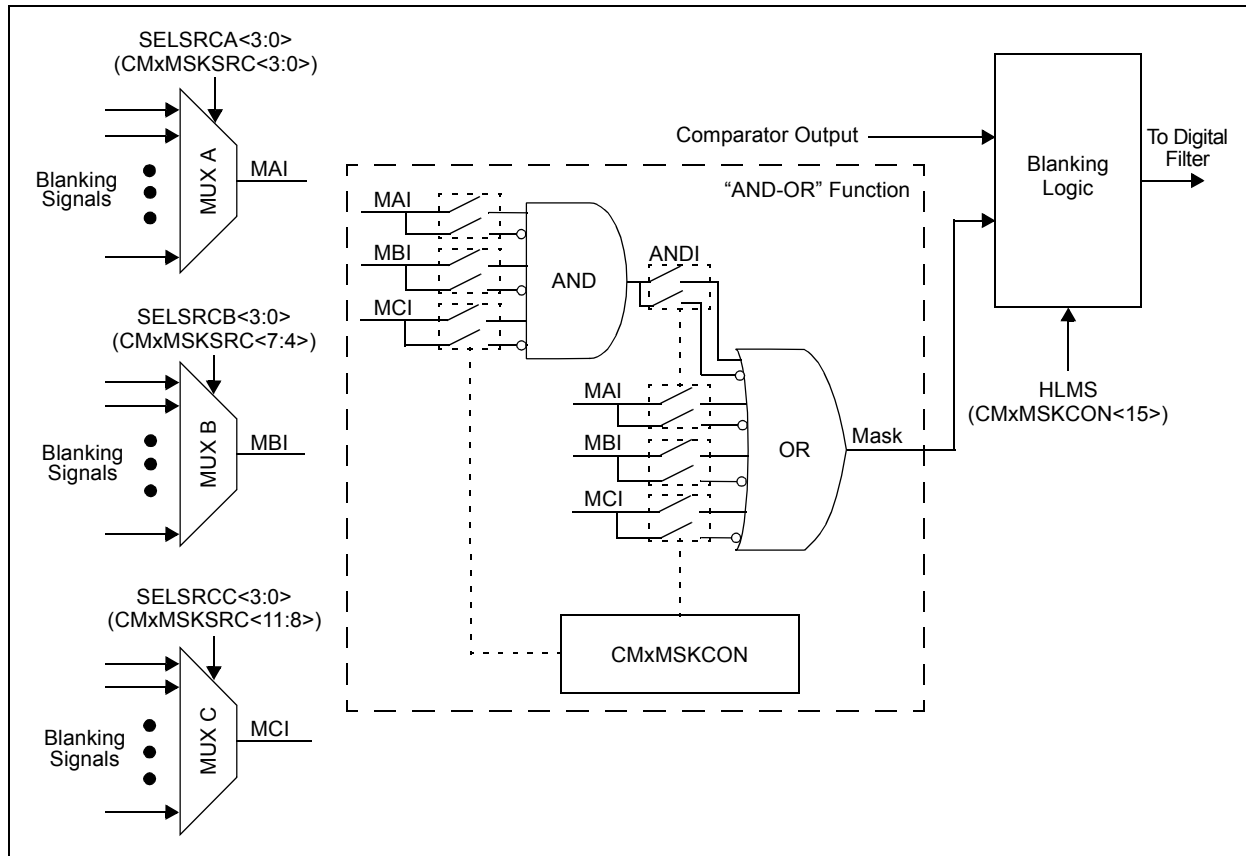 SELSRCA<3:0>
(CMxMSKSRC<3:0>)
Blanking
Signals
MUX A
MAI
SELSRCB<3:0>
(CMxMSKSRC<7:4>)
Blanking
Signals
MUX B
MBI
SELSRCC<3:0>
(CMxMSKSRC<11:8>)
Blanking
Signals
MUX C
MCI
“AND-OR” Function
MAI
MBI
MCI
AND
ANDI
MAI
MBI
MCI
OR
Mask
CMxMSKCON
Comparator Output
Blanking
Logic
To Digital
Filter
HLMS
(CMxMSKCON<15>)